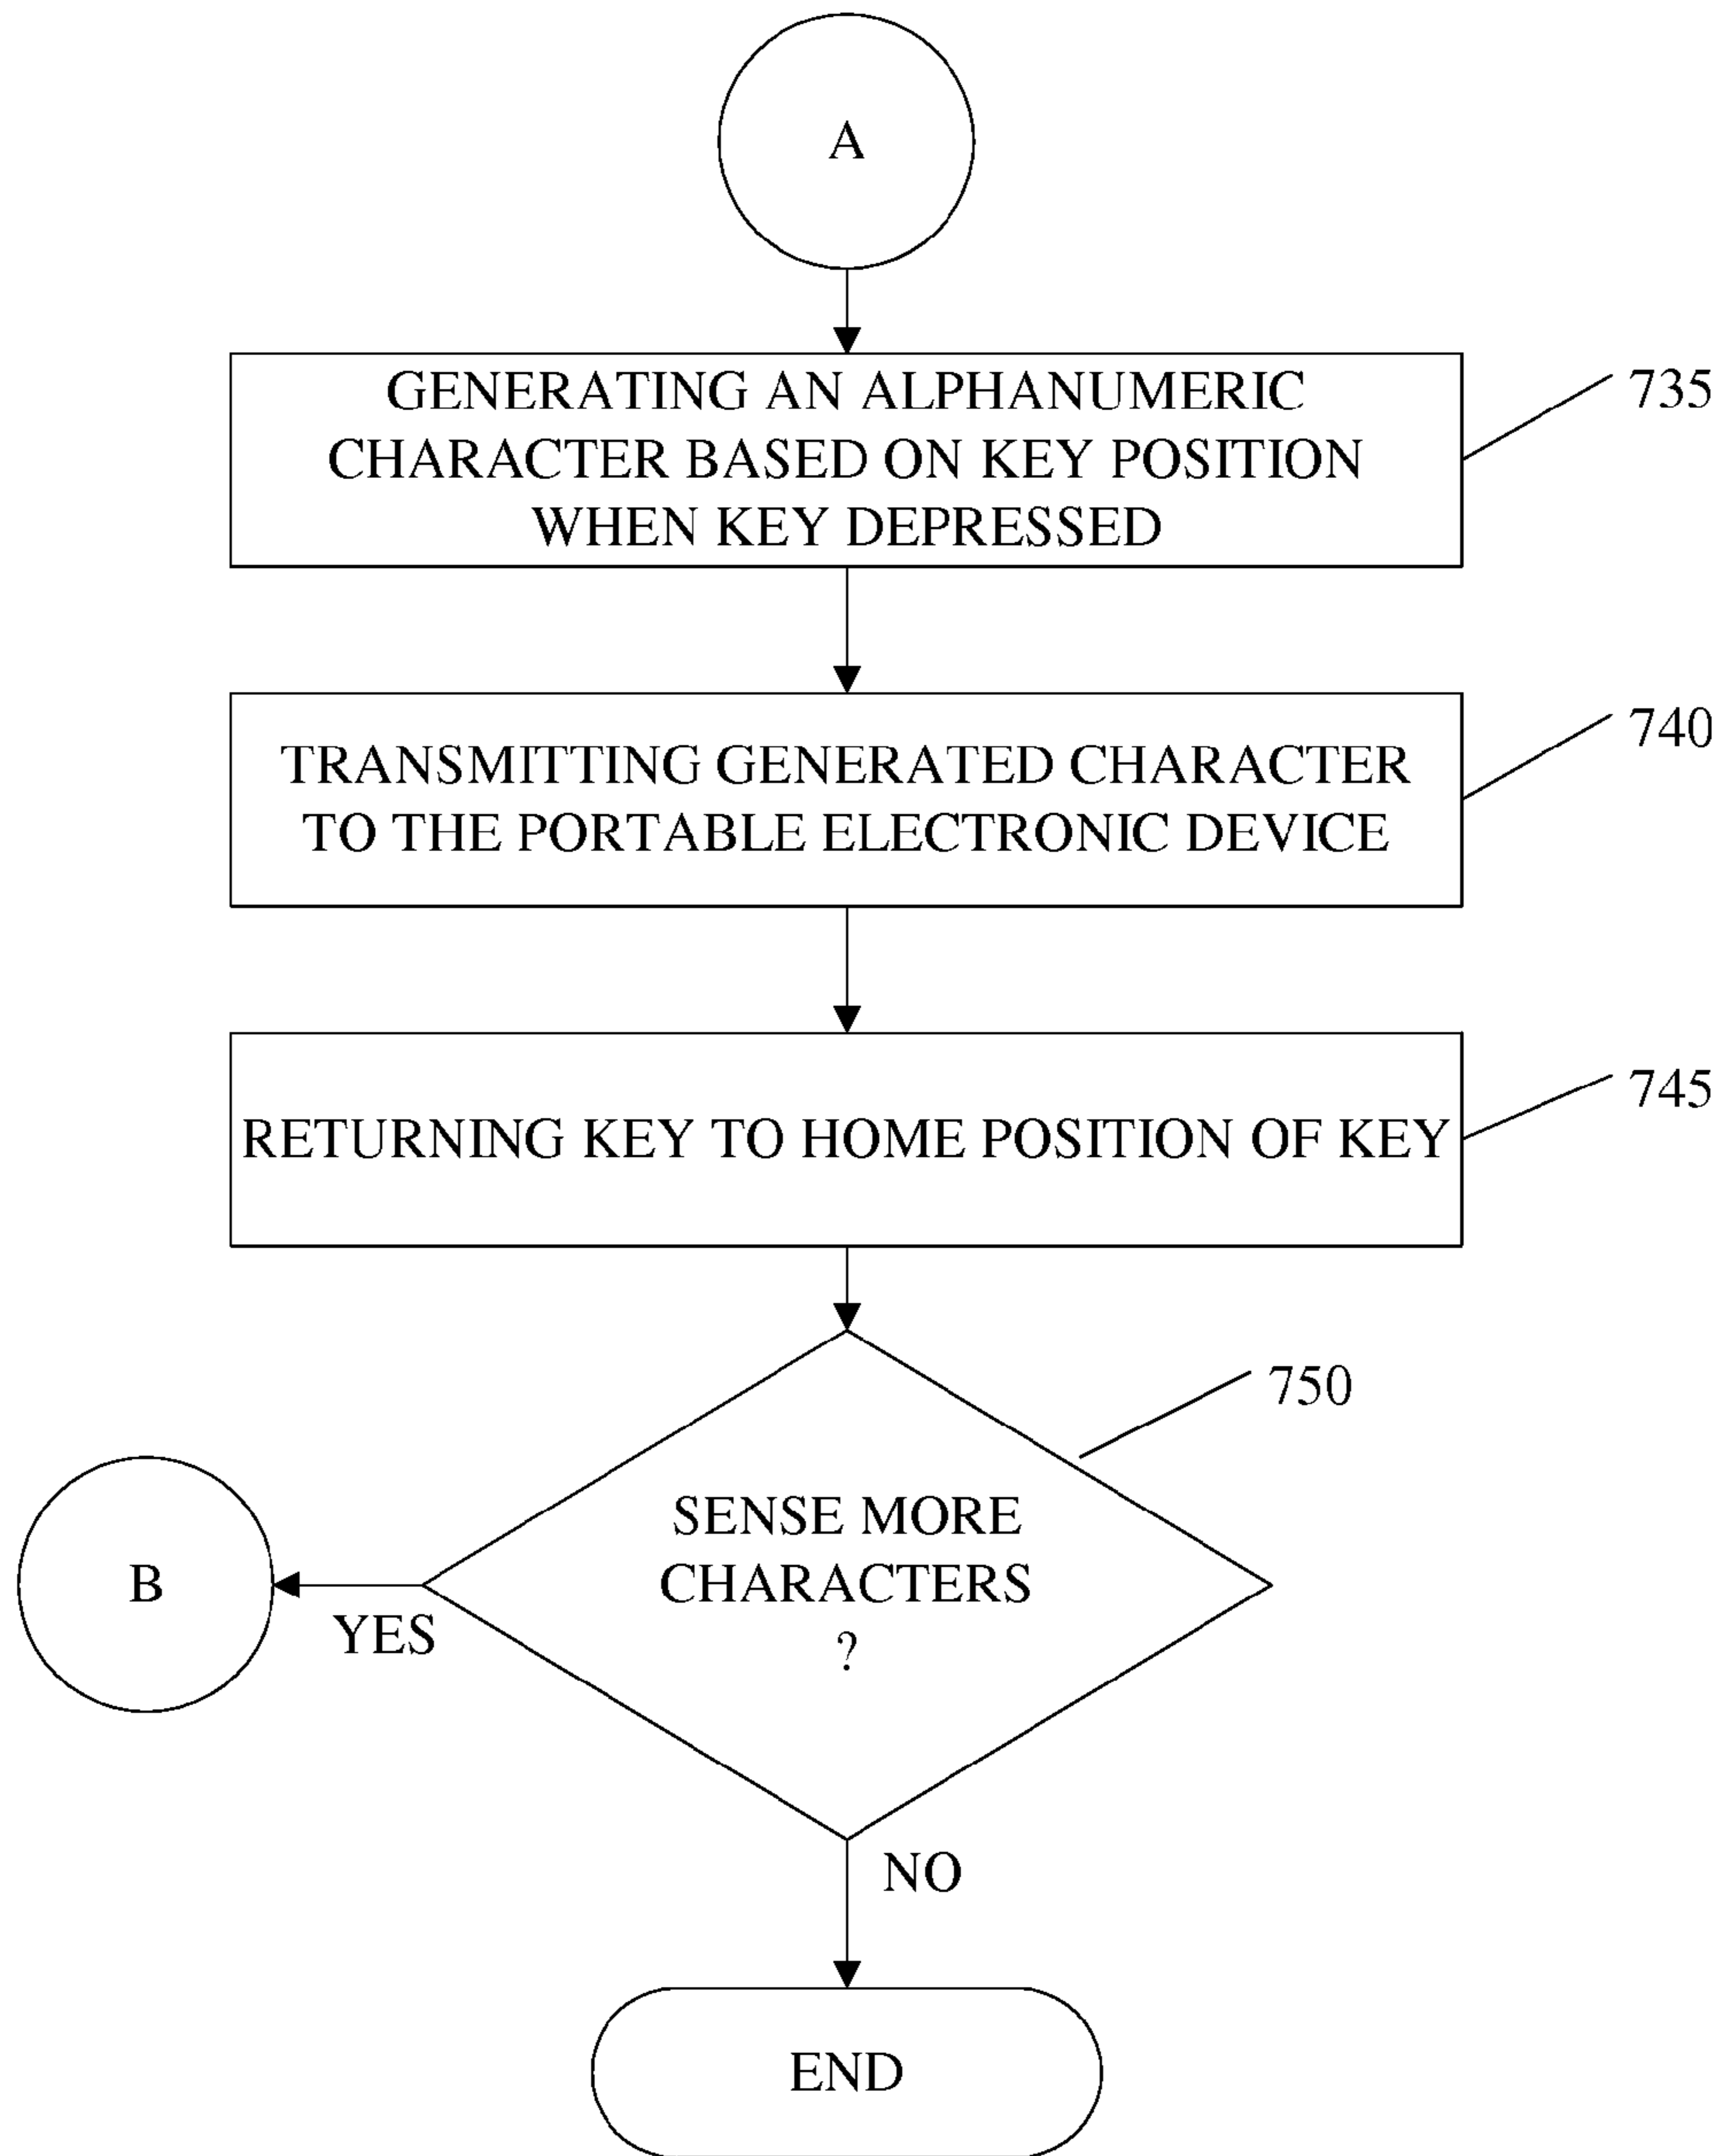 A
GENERATING AN ALPHANUMERIC
CHARACTER BASED ON KEY POSITION
WHEN KEY DEPRESSED
735
TRANSMITTING GENERATED CHARACTER
TO THE PORTABLE ELECTRONIC DEVICE
740
RETURNING KEY TO HOME POSITION OF KEY
745
SENSE MORE
CHARACTERS
?
750
B
YES
NO
END